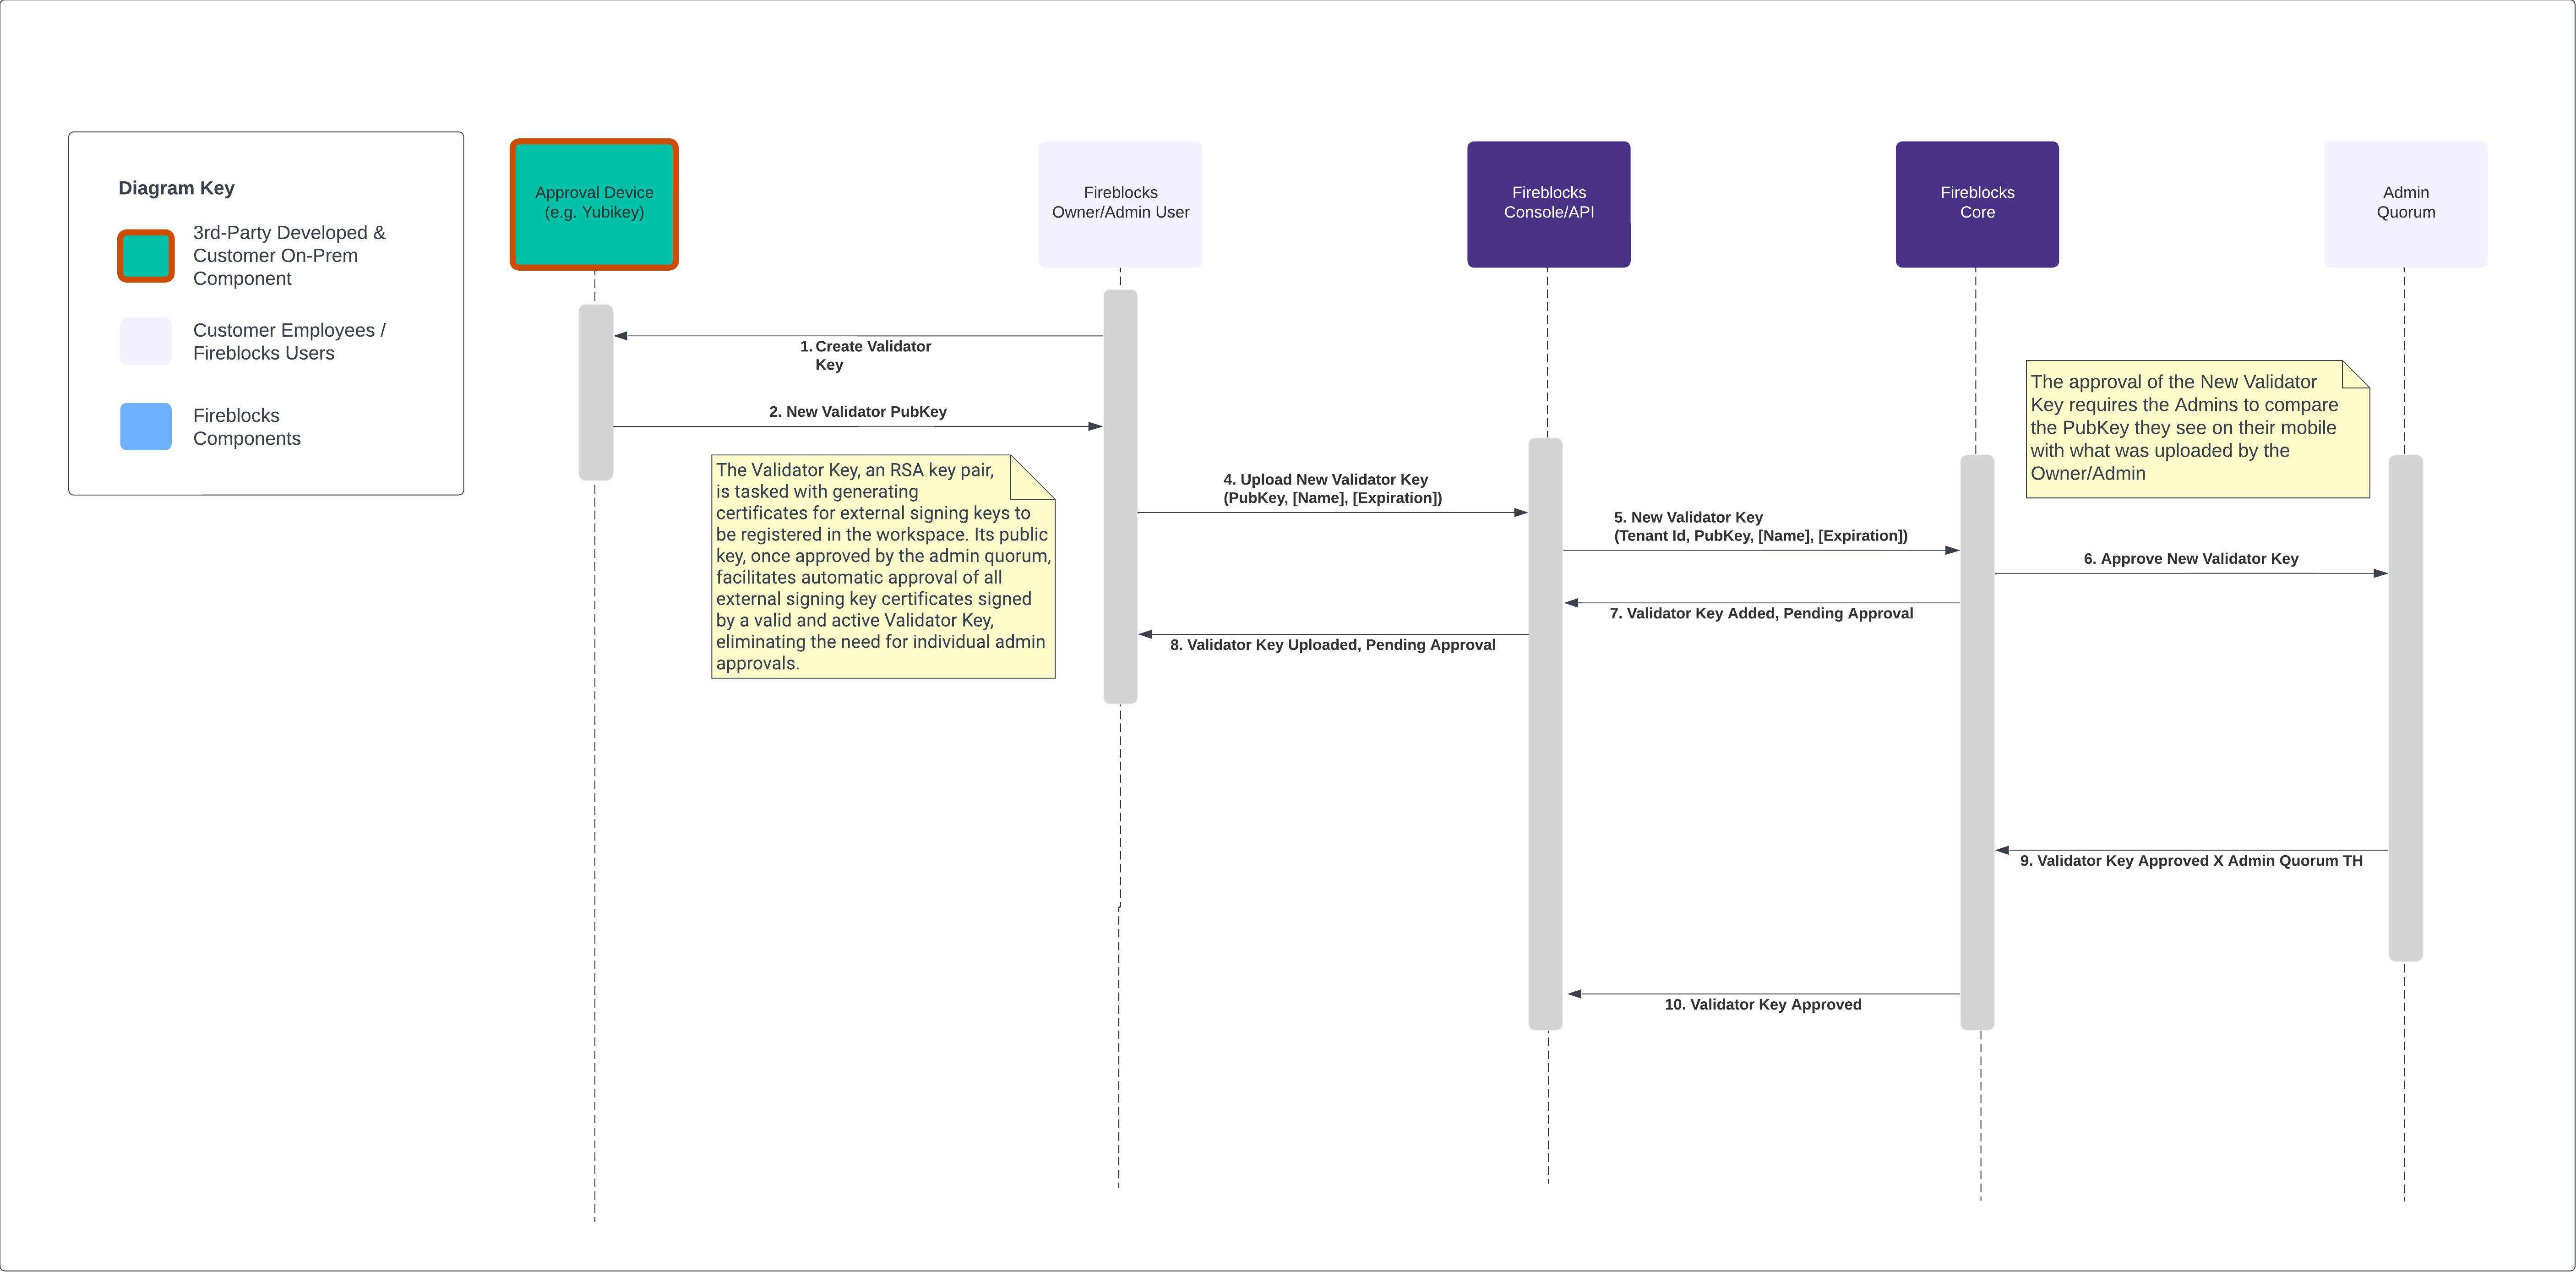 Diagram Key
3rd-Party Developed &
Customer On-Prem
Component
Customer Employees /
Fireblocks Users
Fireblocks
Components
Approval Device
(e.g. Yubikey)
Fireblocks
Owner/Admin User
Fireblocks
Console/API
Fireblocks
Core
Admin
Quorum
1. Create Validator
Key
2. New Validator PubKey
The Validator Key, an RSA key pair,
is tasked with generating
certificates for external signing keys to
be registered in the workspace. Its public
key, once approved by the admin quorum,
facilitates automatic approval of all
external signing key certificates signed
by a valid and active Validator Key,
eliminating the need for individual admin
approvals.
4. Upload New Validator Key
(PubKey, [Name], [Expiration])
5. New Validator Key
(Tenant Id, PubKey, [Name], [Expiration])
The approval of the New Validator
Key requires the Admins to compare
the PubKey they see on their mobile
with what was uploaded by the
Owner/Admin
6. Approve New Validator Key
7. Validator Key Added, Pending Approval
8. Validator Key Uploaded, Pending Approval
9. Validator Key Approved X Admin Quorum TH
10. Validator Key Approved